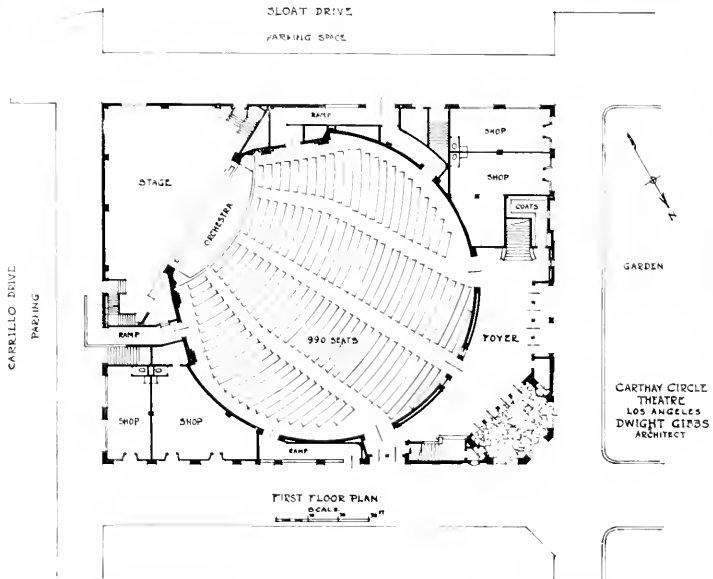 SLOAT DRIVE
PARKING SPACE
RAMP
SHOP
SHOP
STAGE
COATS
ORCHESTRA
N
GARDEN
CARRILLO DRIVE
PARKING
RAMP
990 SEATS
FOYER
CARTHAY CIRCLE
THEATRE
LOS ANGELES
DWIGHT GIBBS
ARCHITECT
SHOP
SHOP
RAMP
FIRST FLOOR PLAN
SCALE
FT